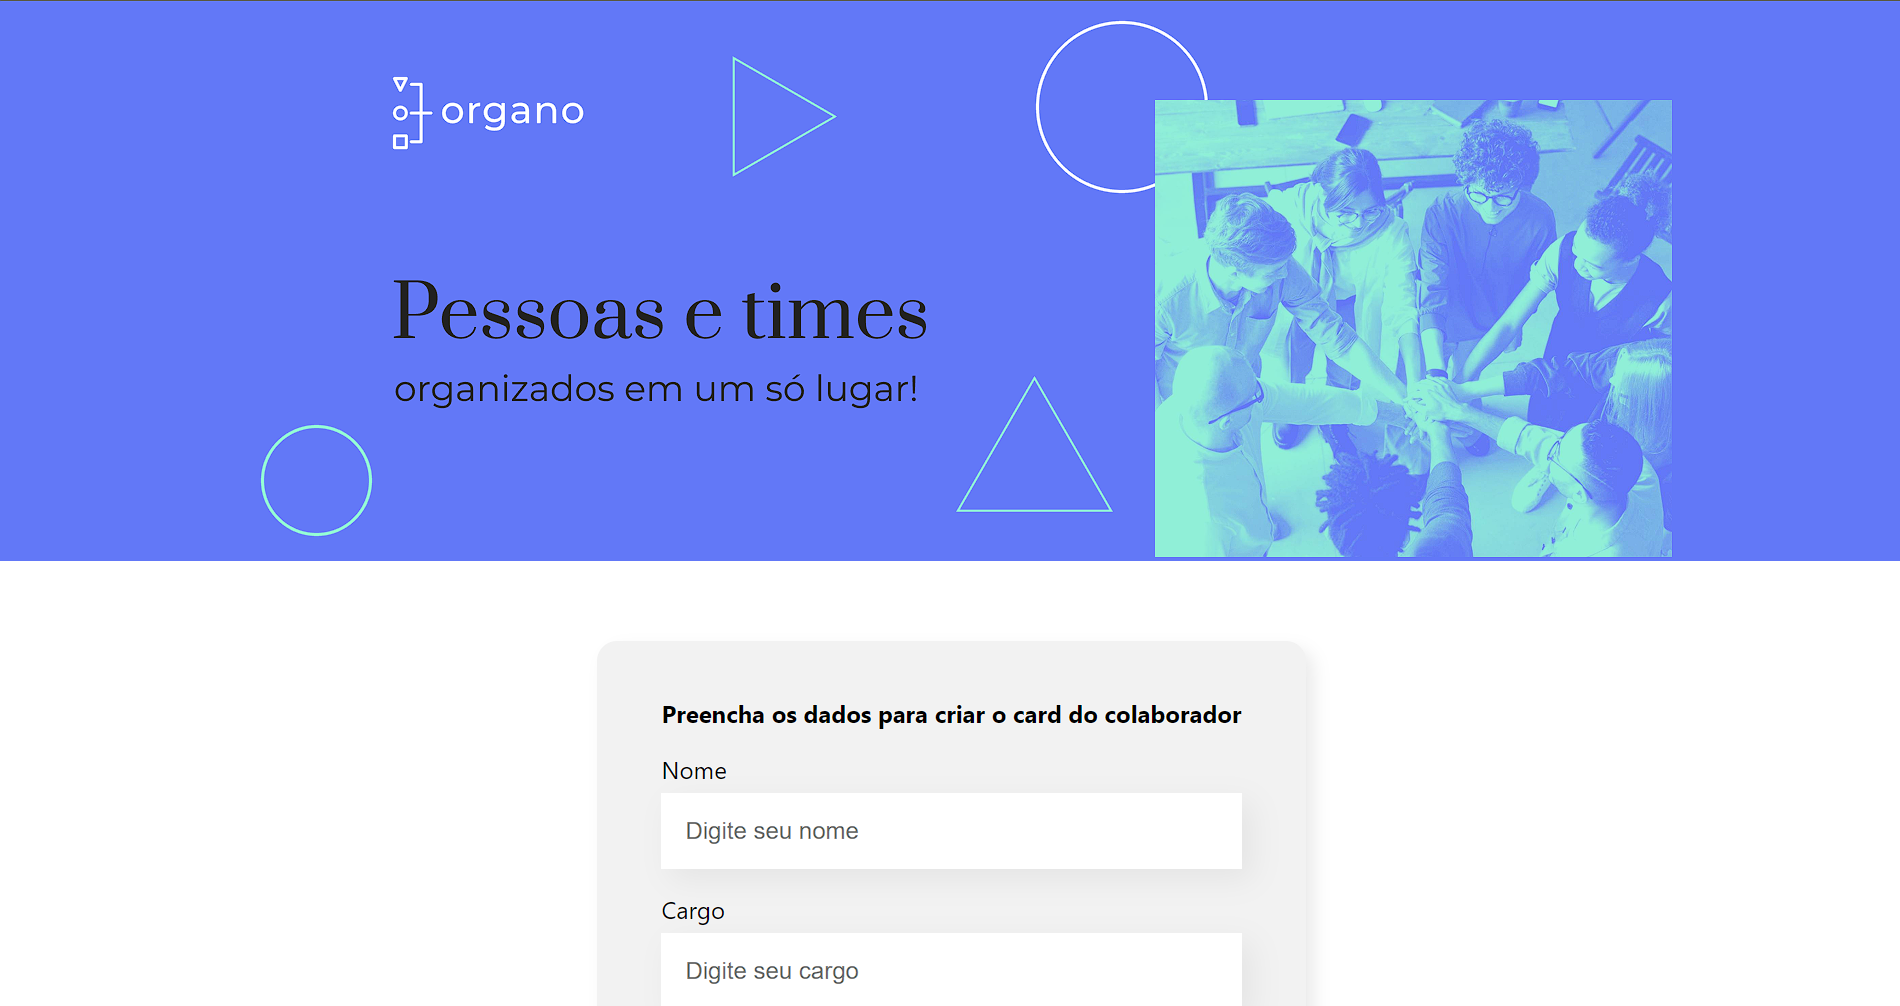 organo
Pessoas e times
organizados em um só lugar!
Preencha os dados para criar o card do colaborador
Nome
Digite seu nome
Cargo
Digite seu cargo